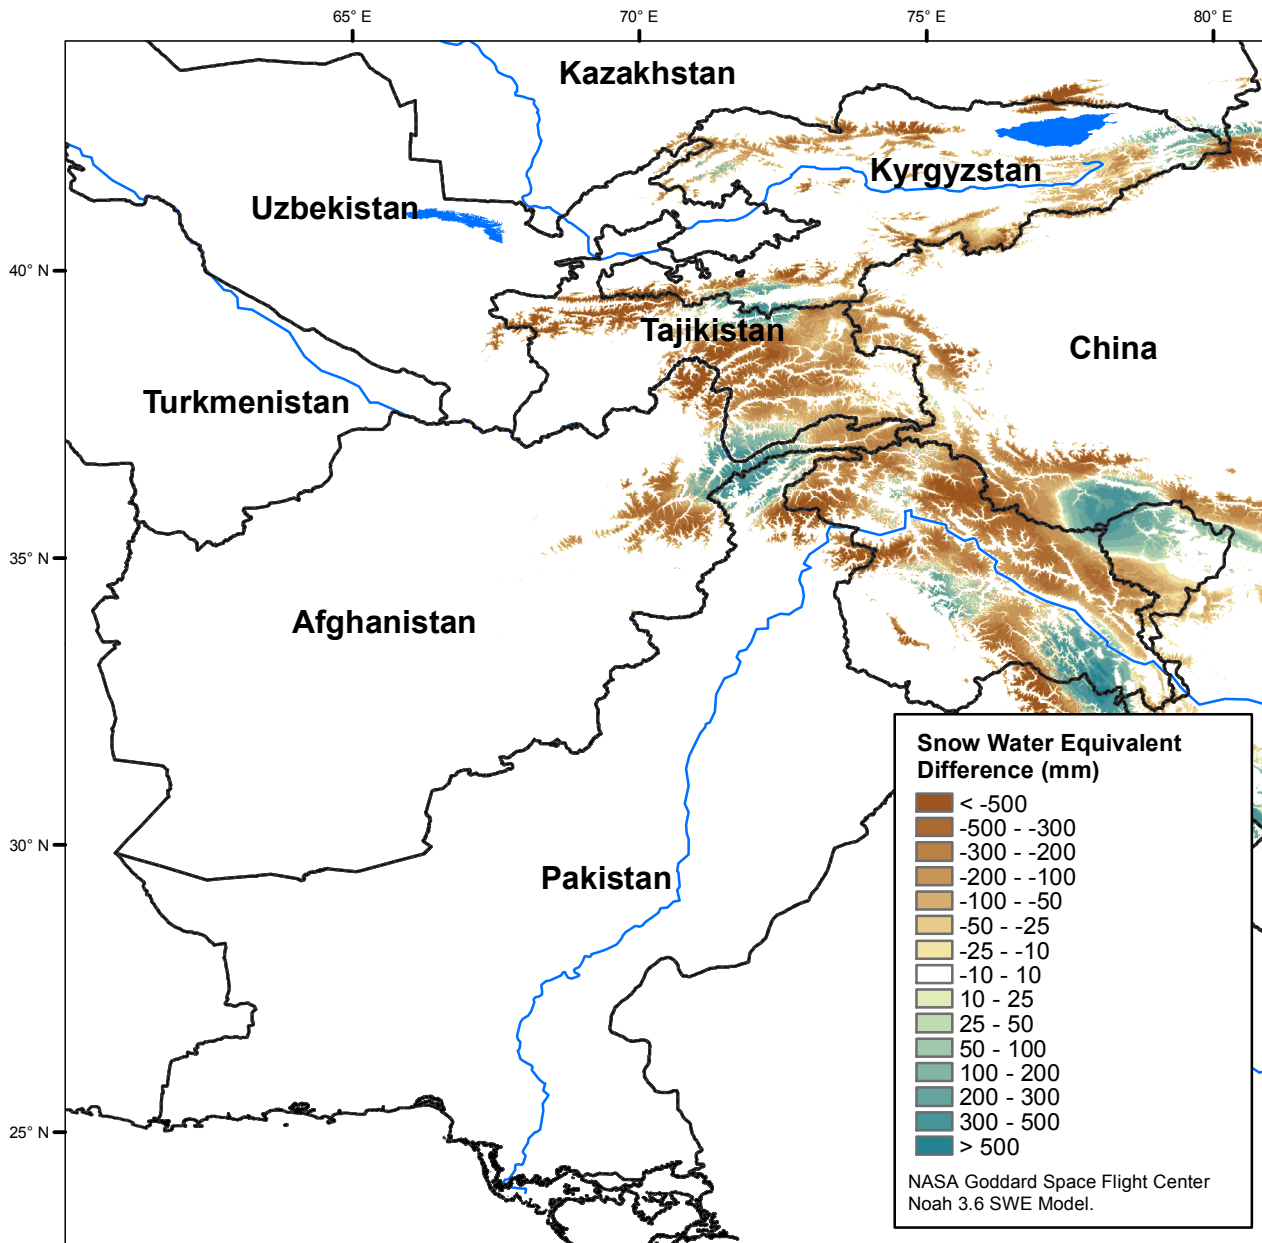 65° E
70° E
75° E
80° E
Kazakhstan
Kyrgyzstan
Uzbekistan
40° N
Tajikistan
China
Turkmenistan
35° N
Afghanistan
Snow Water Equivalent
Difference (mm)
< -500
-500 - -300
-300 - -200
-200 - -100
-100 - -50
-50 - -25
-25 - -10
-10 - 10
10 - 25
25 - 50
50 - 100
100 - 200
200 - 300
300 - 500
> 500
NASA Goddard Space Flight Center
Noah 3.6 SWE Model.
30° N
Pakistan
25° N